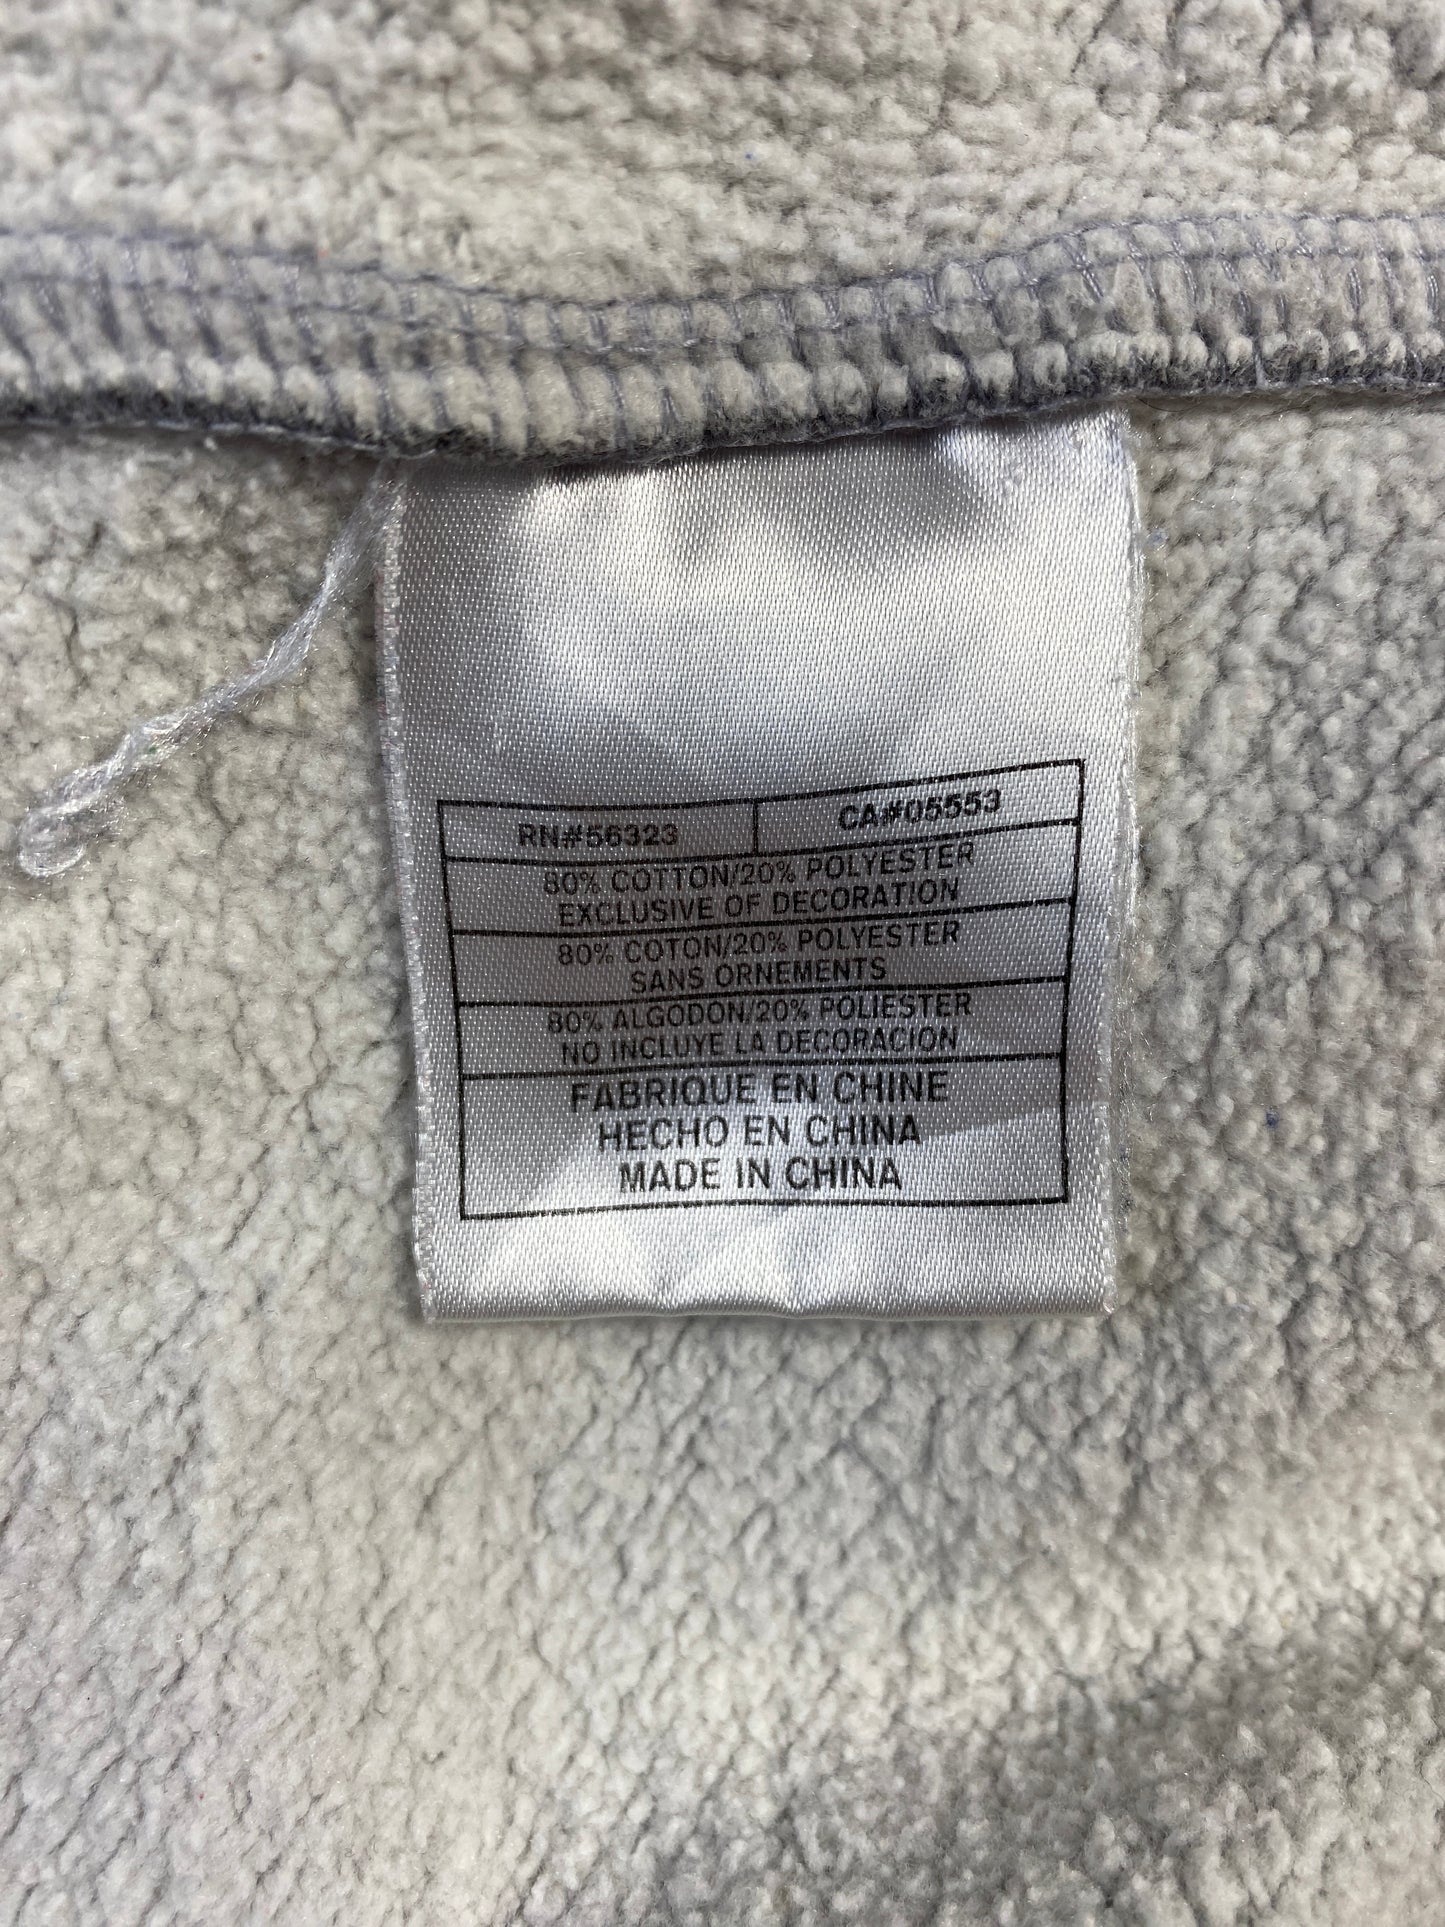 RN#56323 CA#05553
80% COTTON/20% POLYESTER
EXCLUSIVE OF DECORATION
80% COTON/20% POLYESTER
SANS ORNEMENTS
80% ALGODON/20% POLIESTER
NO INCLUYE LA DECORACION
FABRIQUE EN CHINE
HECHO EN CHINA
MADE IN CHINA